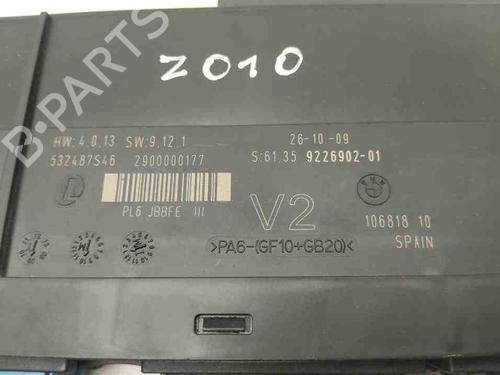 2010
HW:4.0.13 SW:9.12.1 26-10-09
532487S46 2900000177 S:61.35 9226902-01
PL6 JBBFE III V2 106818 10
>PA6-(GF10+GB20)< SPAIN
B-PARTS